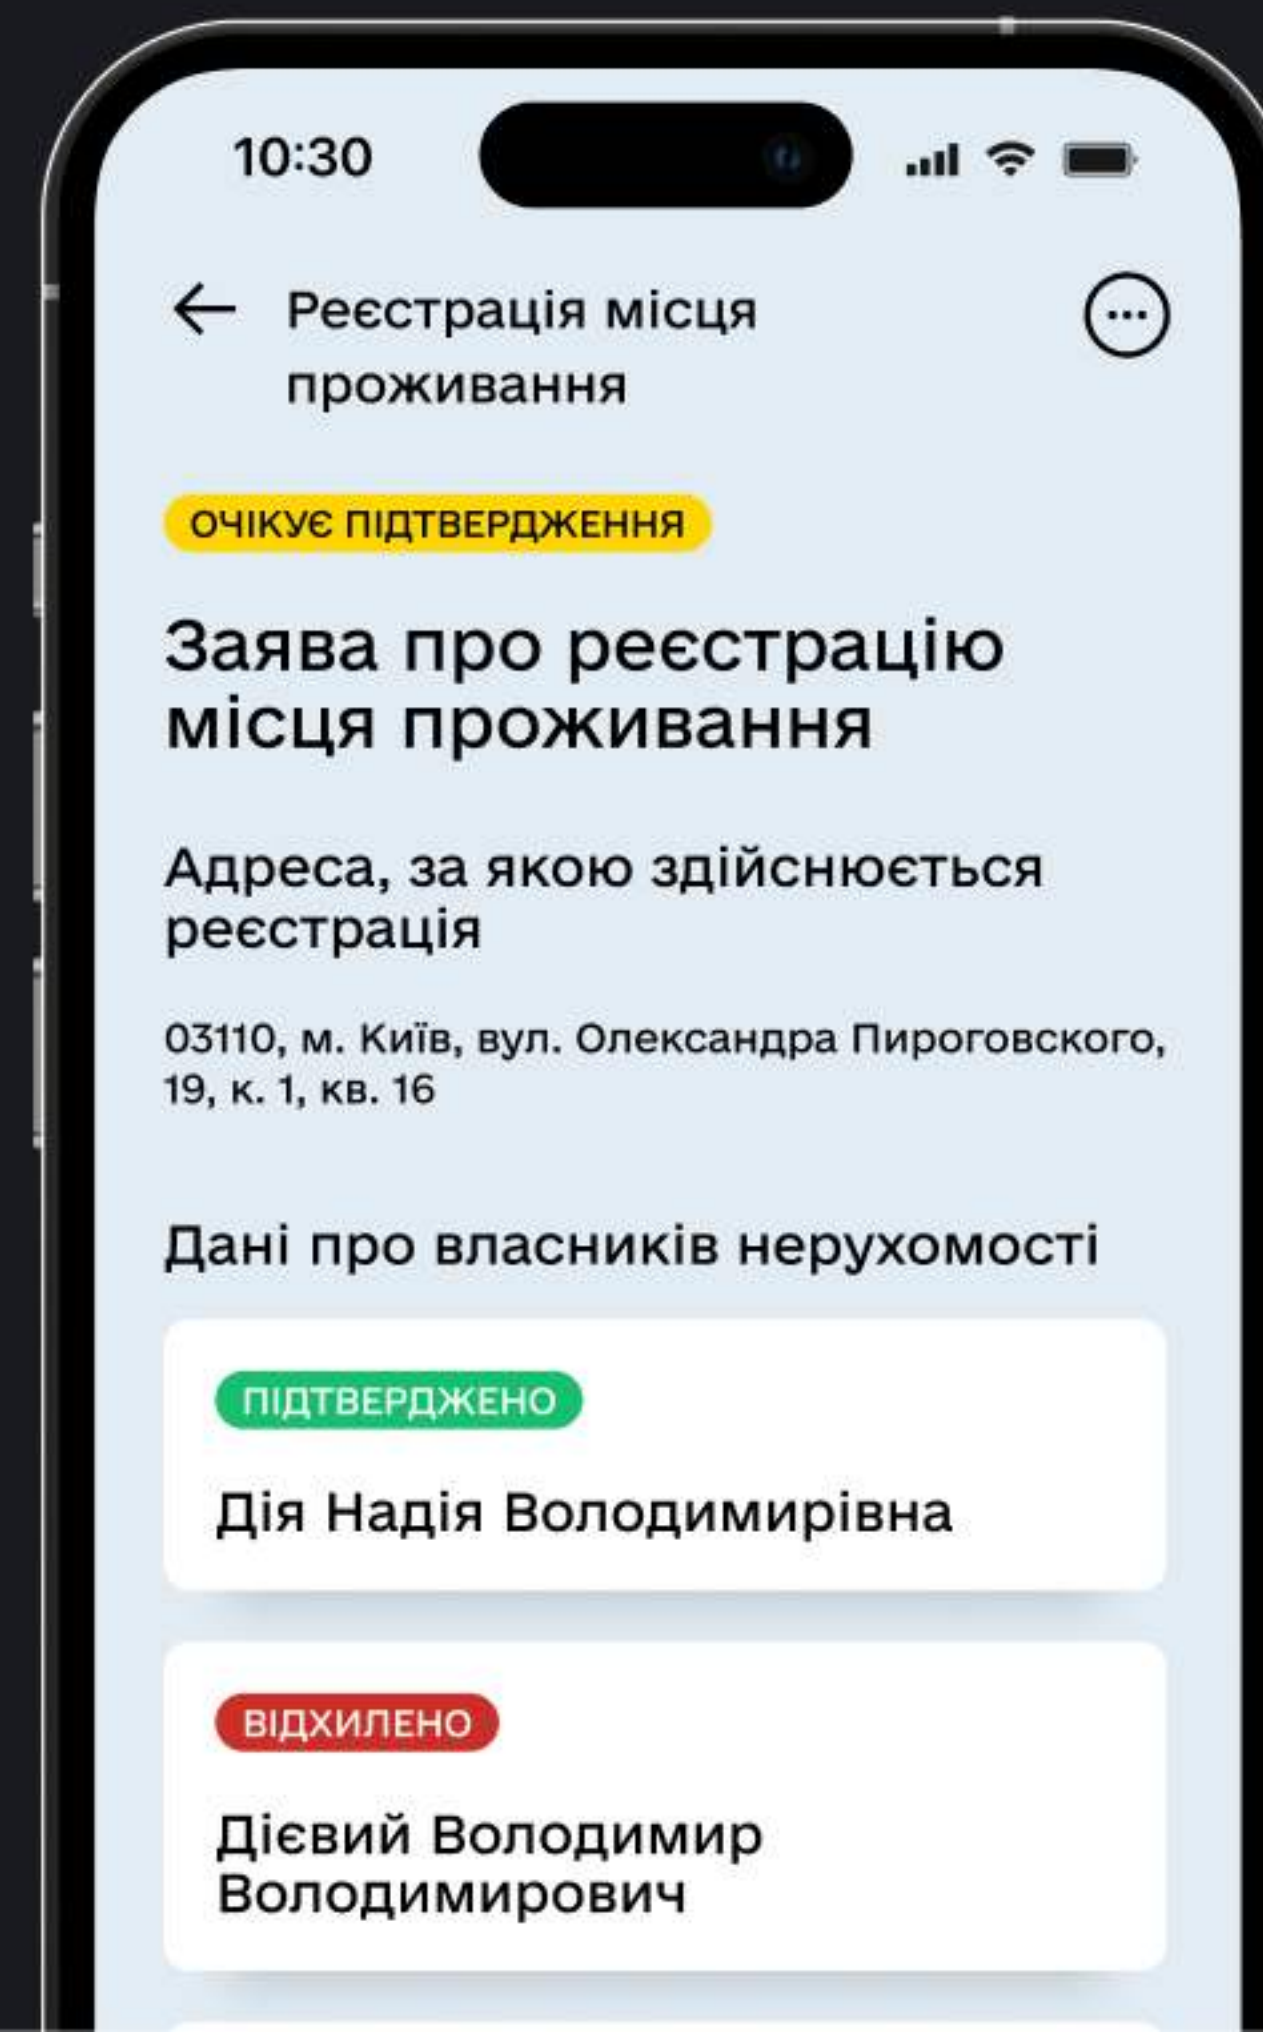 10:30
Реєстрація місця
проживання
ОЧІКУЄ ПІДТВЕРДЖЕННЯ
Заява про реєстрацію
місця проживання
Адреса, за якою здійснюється
реєстрація
03110, м. Київ, вул. Олександра Пироговского,
19, к. 1, кв. 16
Дані про власників нерухомості
ПІДТВЕРДЖЕНО
Дія Надія Володимирівна
ВІДХИЛЕНО
Дієвий Володимир
Володимирович